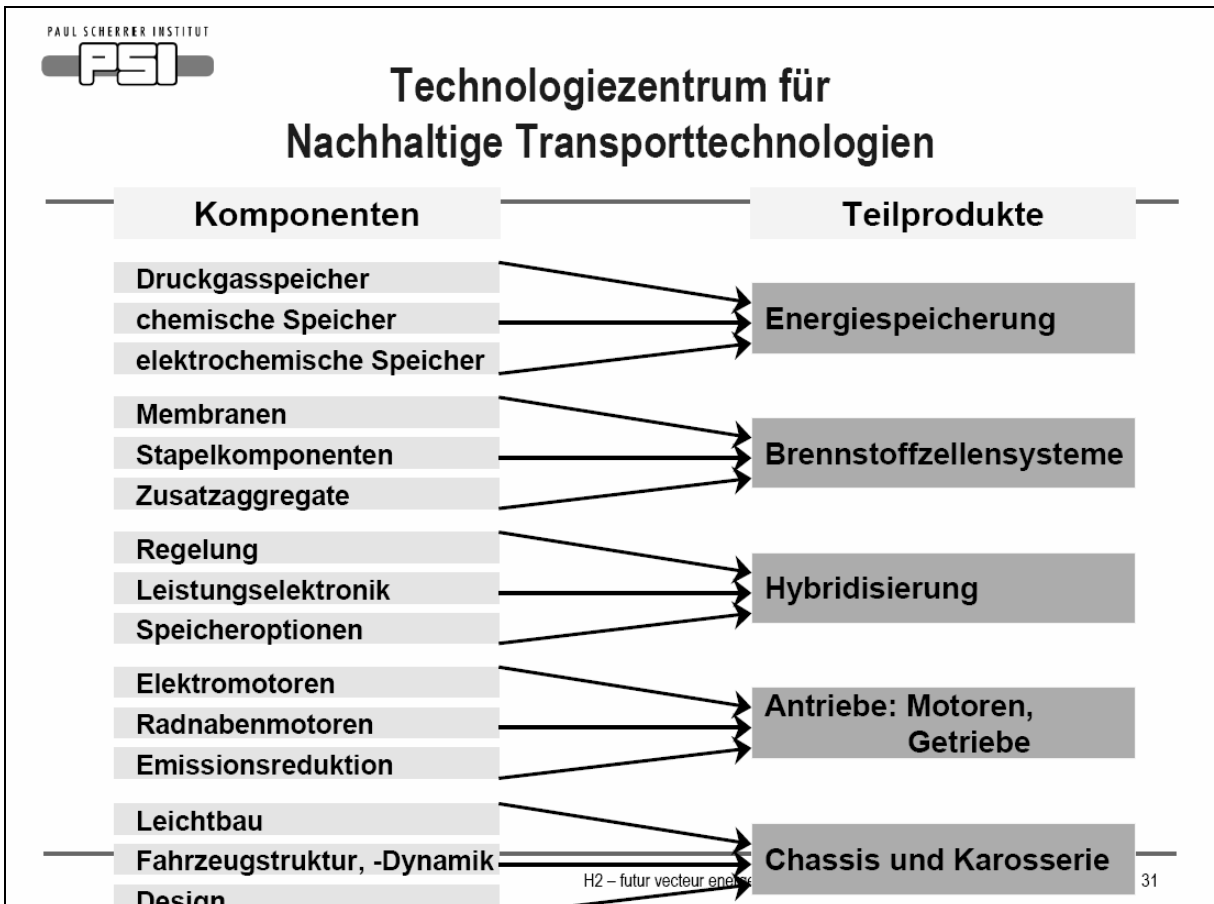 PAUL SCHERRER INSTITUT
PSI
Technologiezentrum für
Nachhaltige Transporttechnologien
Komponenten
Teilprodukte
Druckgasspeicher
chemische Speicher
elektrochemische Speicher
Energiespeicherung
Membranen
Stapelkomponenten
Zusatzaggregate
Brennstoffzellensysteme
Regelung
Leistungselektronik
Speicheroptionen
Hybridisierung
Elektromotoren
Radnabenmotoren
Emissionsreduktion
Antriebe: Motoren,
Getriebe
Leichtbau
Fahrzeugstruktur, -Dynamik
Design
Chassis und Karosserie
H2 – futur vecteur
31